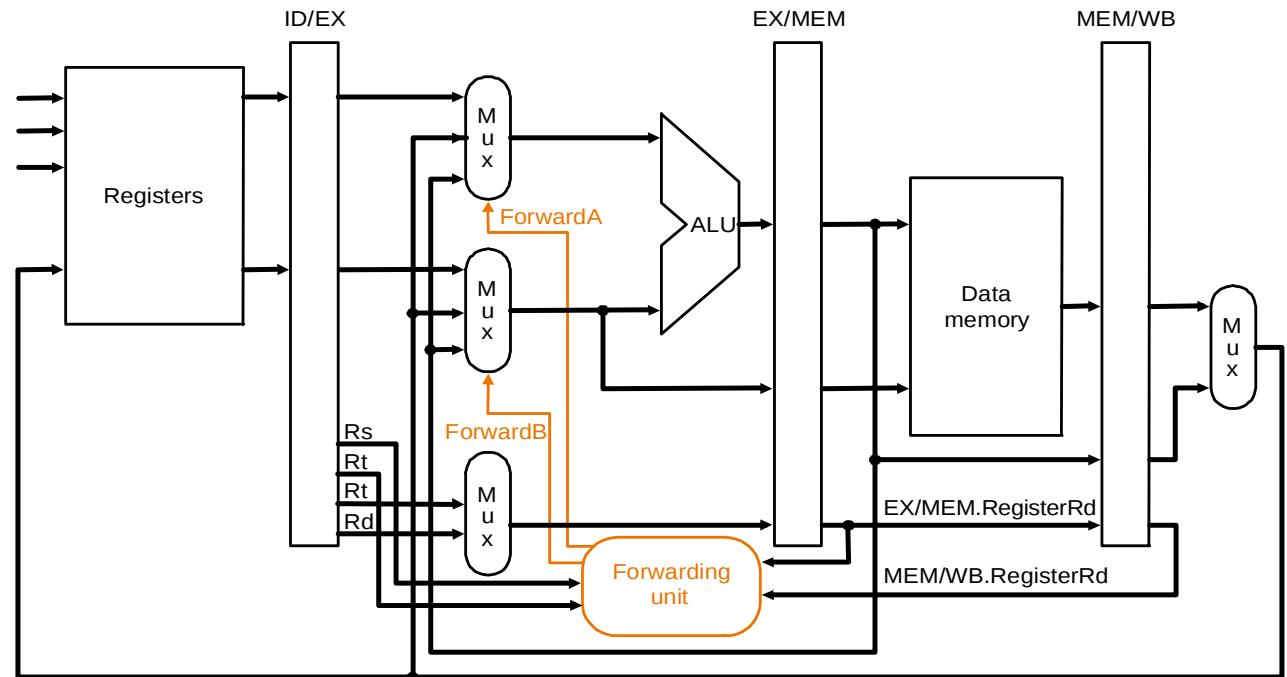 ID/EX
EX/MEM
MEM/WB
M
u
x
Registers
ForwardA
ALU
M
u
x
Data
memory
M
u
x
ForwardB
Rs
Rt
Rt
Rd
M
u
x
EX/MEM.RegisterRd
Forwarding
unit
MEM/WB.RegisterRd